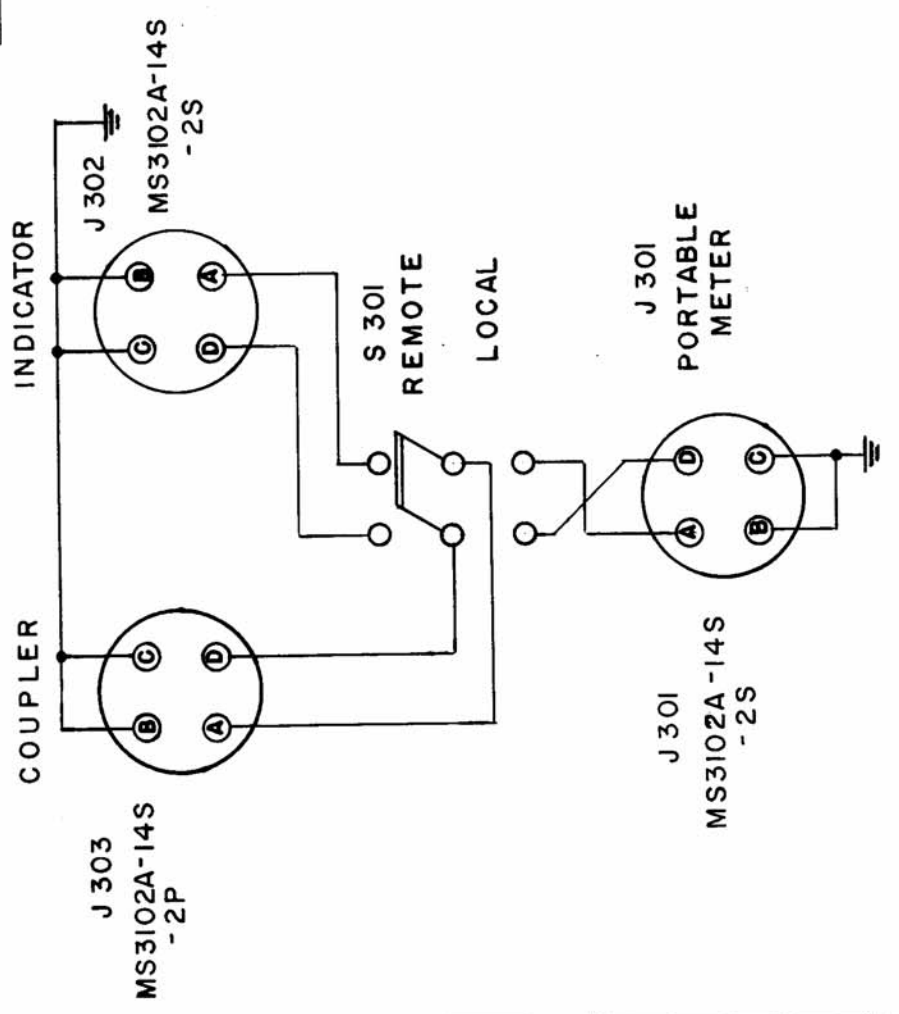 COUPLER
INDICATOR
J 303
MS3102A-14S
-2P
B
C
A
D
C
B
D
A
J 302
MS3102A-14S
-2S
S 301
REMOTE
LOCAL
J 301
MS3102A-14S
-2S
A
D
B
C
J 301
PORTABLE
METER